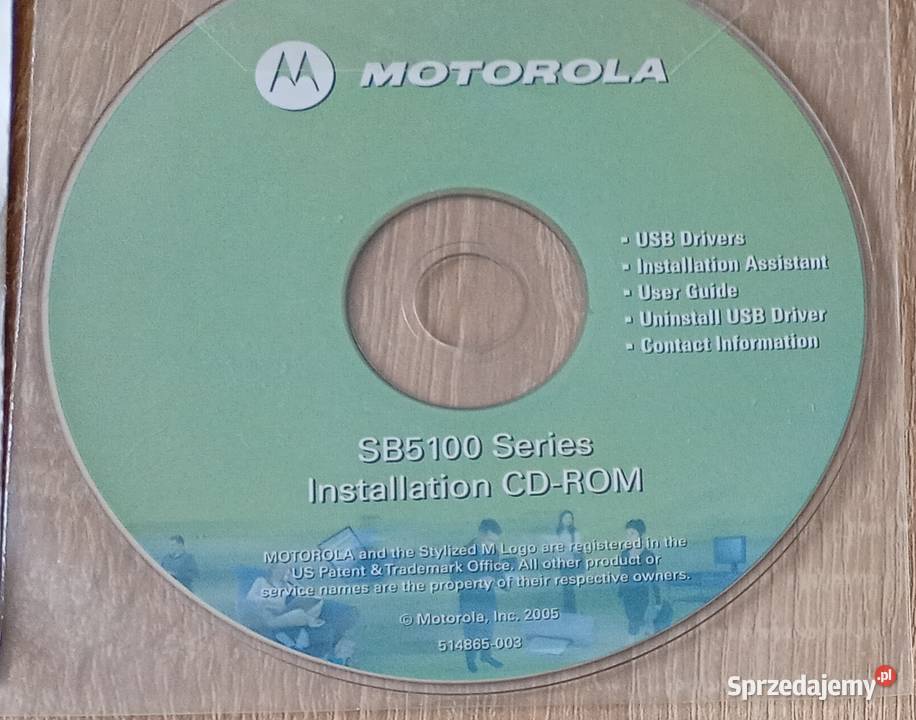 MOTOROLA
▪ USB Drivers
▪ Installation Assistant
▪ User Guide
▪ Uninstall USB Driver
▪ Contact Information
SB5100 Series
Installation CD-ROM
MOTOROLA and the Stylized M Logo are registered in the
US Patent & Trademark Office. All other product or
service names are the property of their respective owners.
© Motorola, Inc. 2005
514865-003
Sprzedajemy.pl